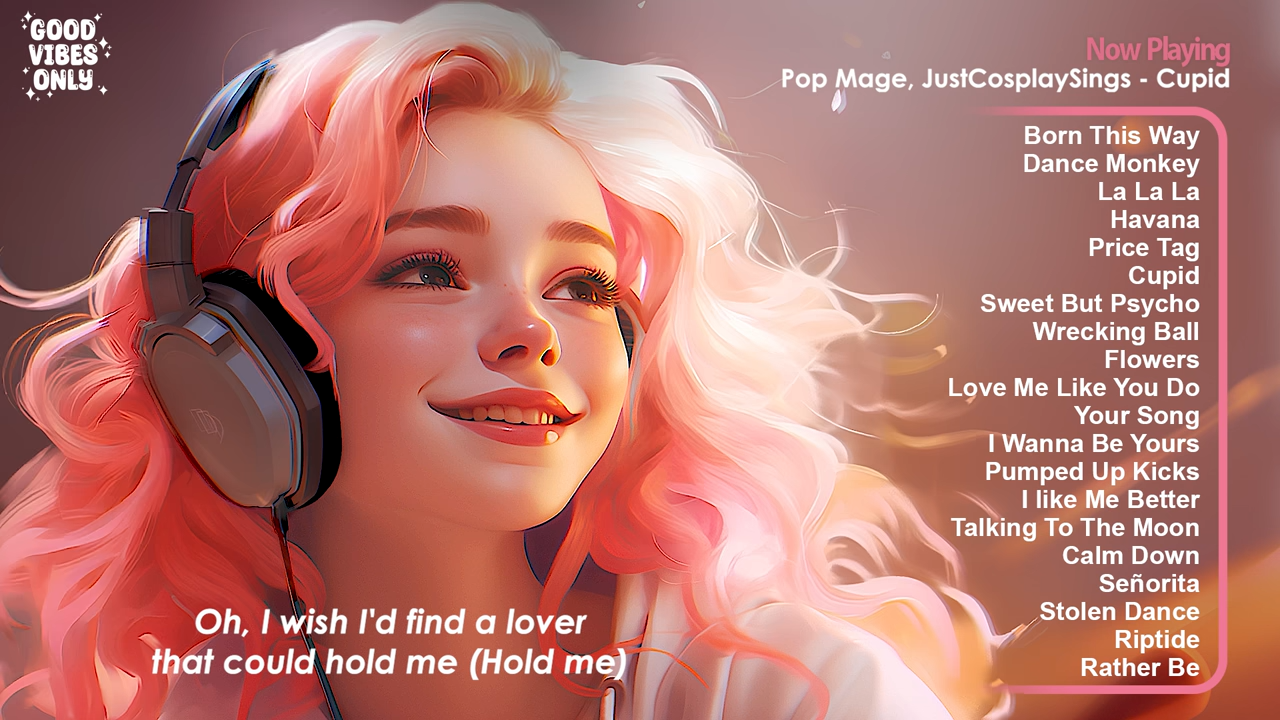 GOOD
VIBES
ONLY
Now Playing
Pop Mage, JustCosplaySings - Cupid
Born This Way
Dance Monkey
La La La
Havana
Price Tag
Cupid
Sweet But Psycho
Wrecking Ball
Flowers
Love Me Like You Do
Your Song
I Wanna Be Yours
Pumped Up Kicks
I like Me Better
Talking To The Moon
Calm Down
Señorita
Stolen Dance
Riptide
Rather Be
Oh, I wish I'd find a lover
that could hold me (Hold me)